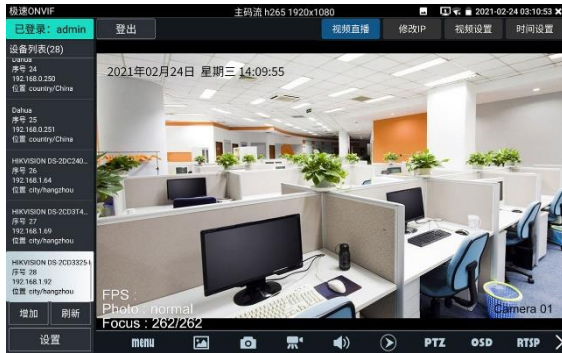 极速ONVIF
主码流 h265 1920x1080
2021-02-24 03:10:53
已登录: admin
登出
视频直播
修改IP
视频设置
时间设置
设备列表(28)
Dahua
序号 24
192.168.0.250
位置 country/China
Dahua
序号 25
192.168.0.251
位置 country/China
HIKVISION DS-2DC240...
序号 26
192.168.1.64
位置 city/hangzhou
HIKVISION DS-2CD3T4...
序号 27
192.168.1.69
位置 city/hangzhou
HIKVISION DS-2CD3325-I
序号 28
192.168.1.92
位置 city/hangzhou
增加
刷新
设置
2021年02月24日 星期三 14:09:55
FPS :
Photo : normal
Focus : 262/262
Camera 01
menu
PTZ
OSD
RTSP